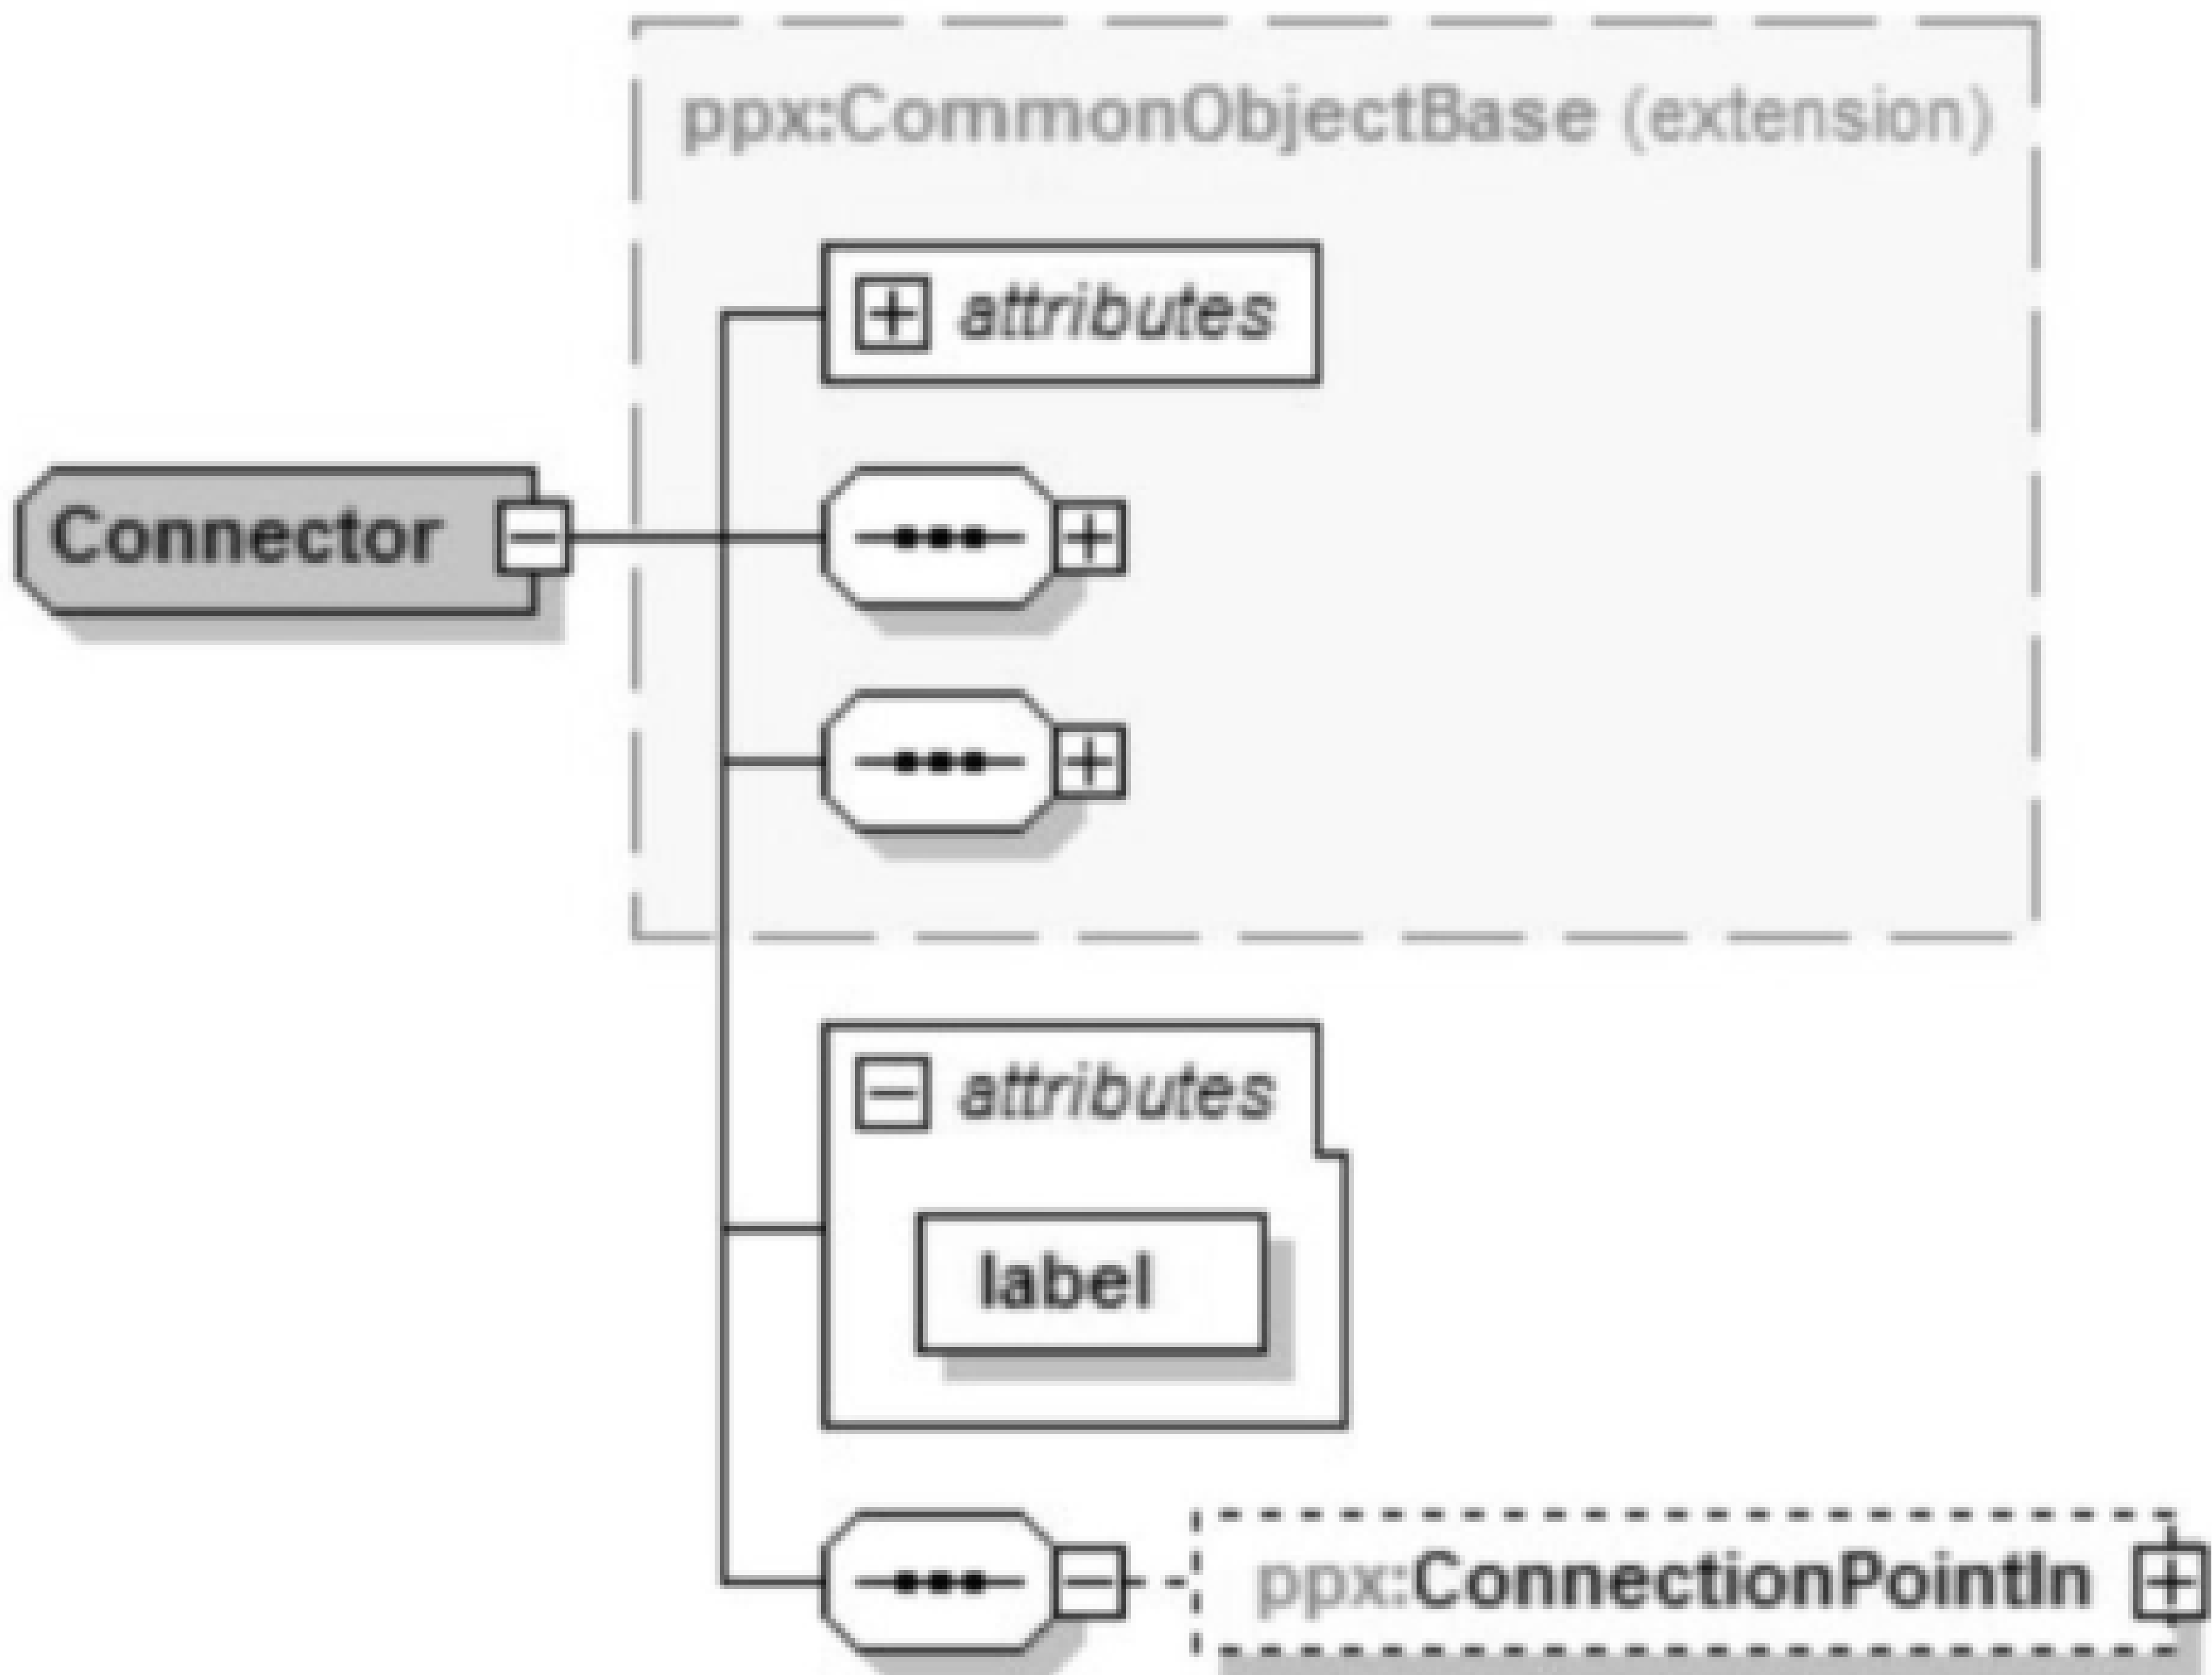 ppx:CommonObjectBase (extension)
attributes
Connector
attributes
label
ppx:ConnectionPointIn